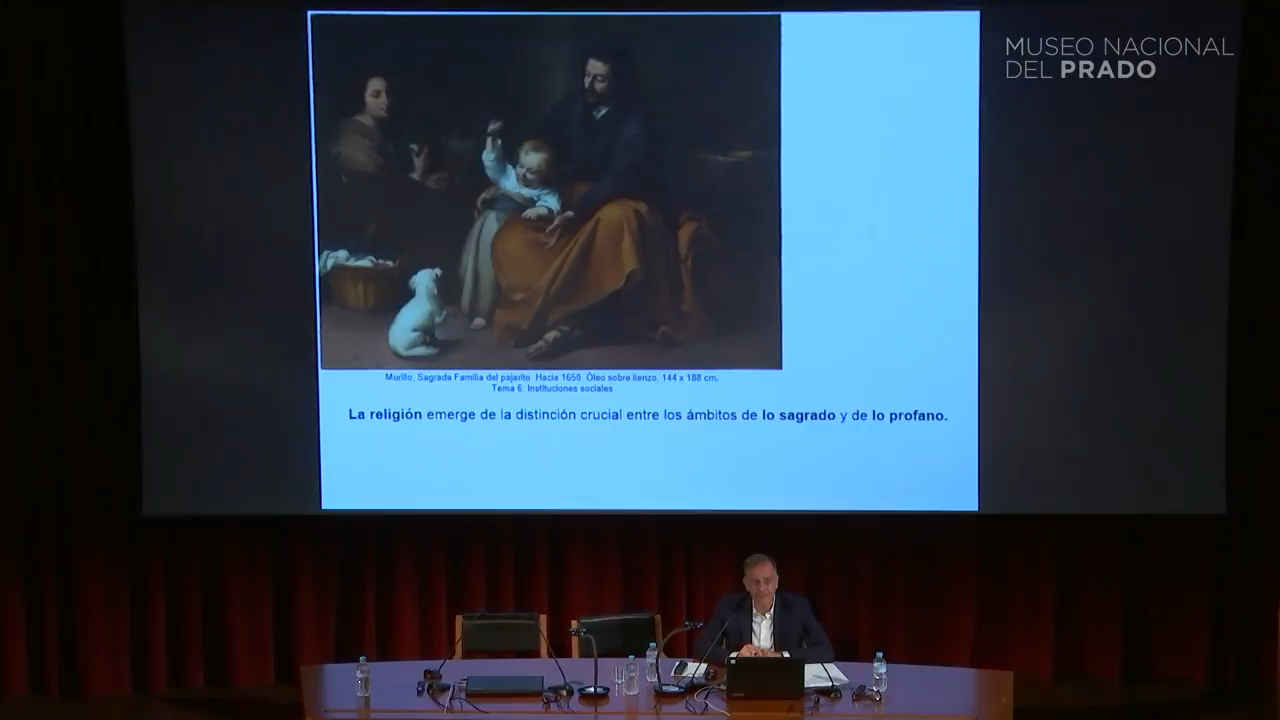 MUSEO NACIONAL
DEL PRADO
Murillo, Sagrada Familia del pajarito. Hacia 1650. Óleo sobre lienzo, 144 x 188 cm.
Tema 6: Instituciones sociales
La religión emerge de la distinción crucial entre los ámbitos de lo sagrado y de lo profano.